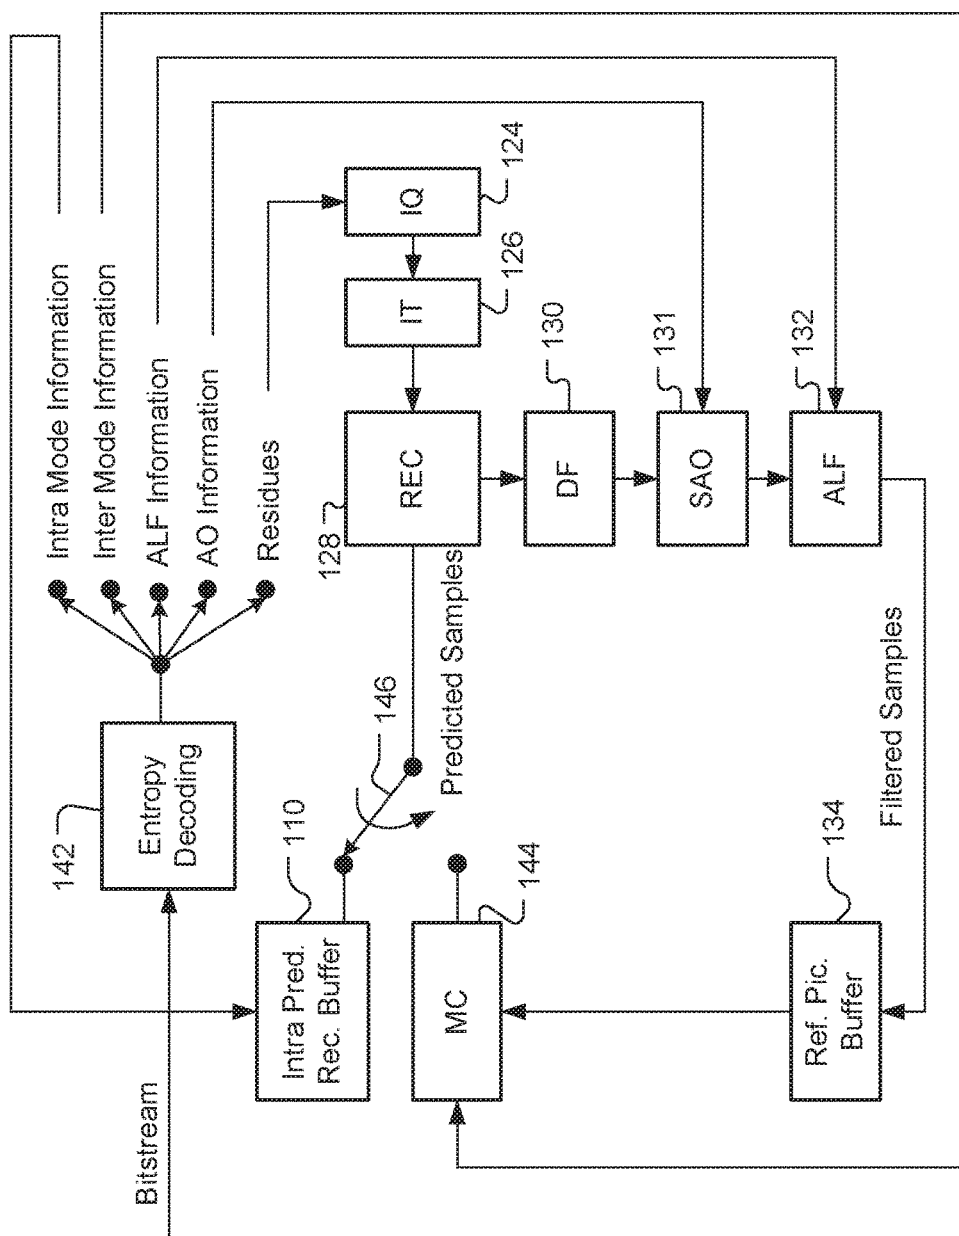 Bitstream
142
Entropy
Decoding
Intra Mode Information
Inter Mode Information
ALF Information
AO Information
Residues
Intra Pred.
Rec. Buffer
110
146
MC
144
Predicted Samples
128
REC
IT
126
IQ
124
DF
130
SAO
131
ALF
132
Ref. Pic.
Buffer
134
Filtered Samples